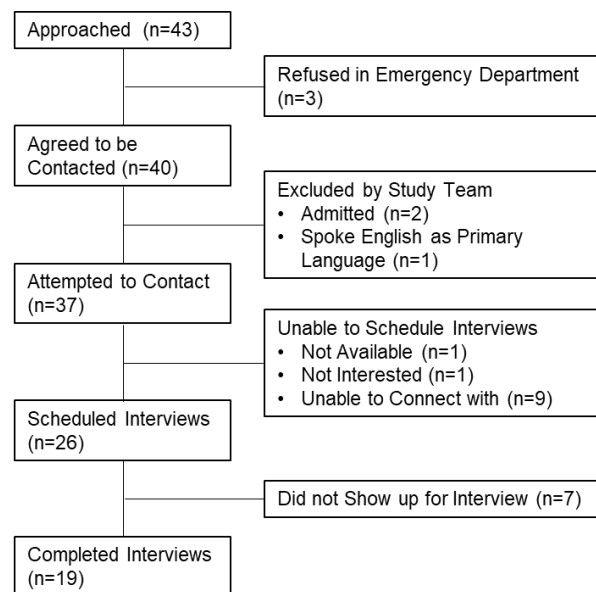 Approached (n=43)
Refused in Emergency Department
(n=3)
Agreed to be
Contacted (n=40)
Excluded by Study Team
• Admitted (n=2)
• Spoke English as Primary
Language (n=1)
Attempted to Contact
(n=37)
Unable to Schedule Interviews
• Not Available (n=1)
• Not Interested (n=1)
• Unable to Connect with (n=9)
Scheduled Interviews
(n=26)
Did not Show up for Interview (n=7)
Completed Interviews
(n=19)